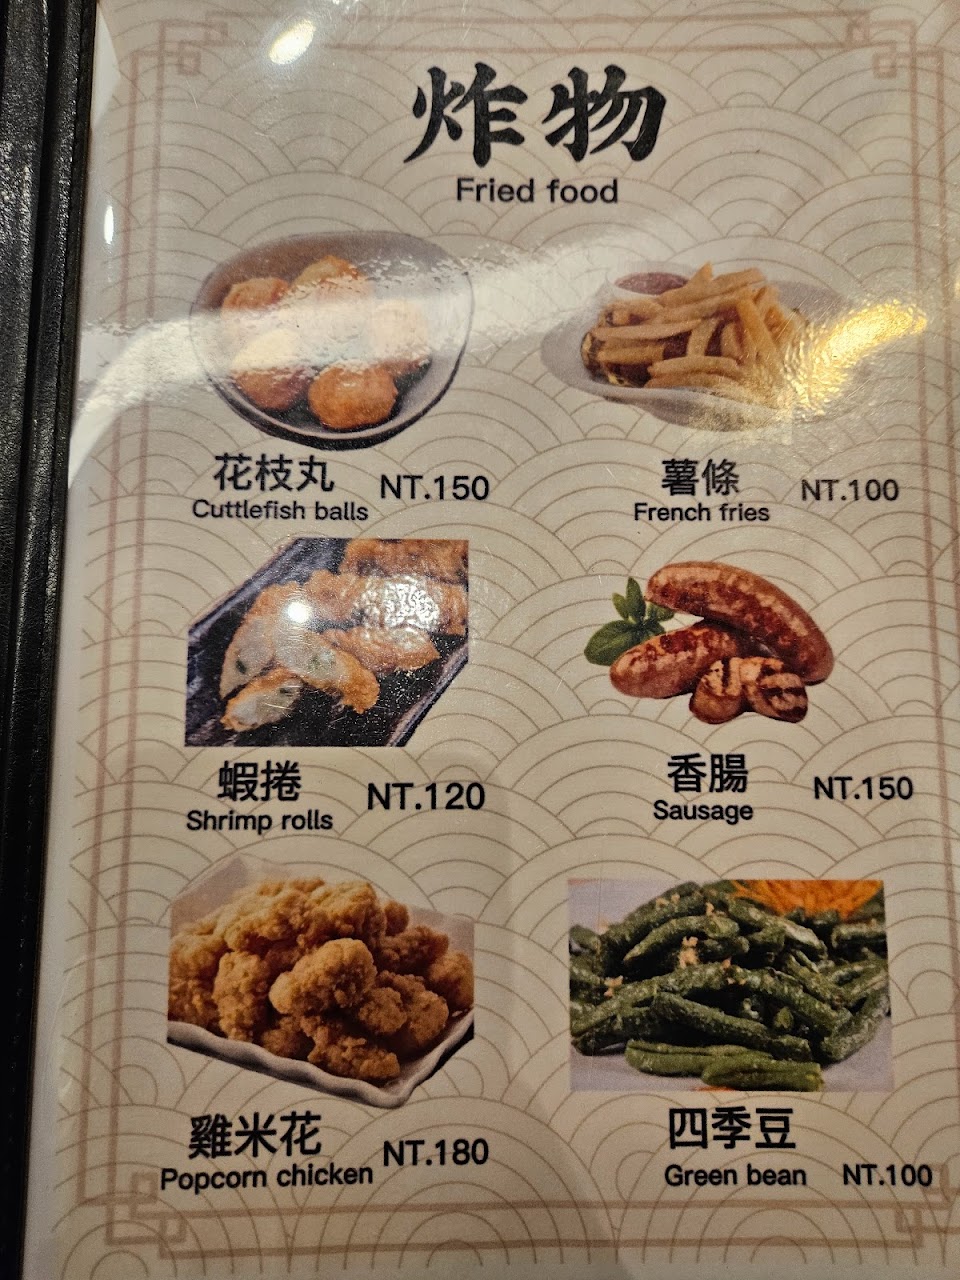 炸物
Fried food
花枝丸 NT.150
Cuttlefish balls
薯條 NT.100
French fries
蝦捲 NT.120
Shrimp rolls
香腸 NT.150
Sausage
雞米花 NT.180
Popcorn chicken
四季豆
Green bean NT.100